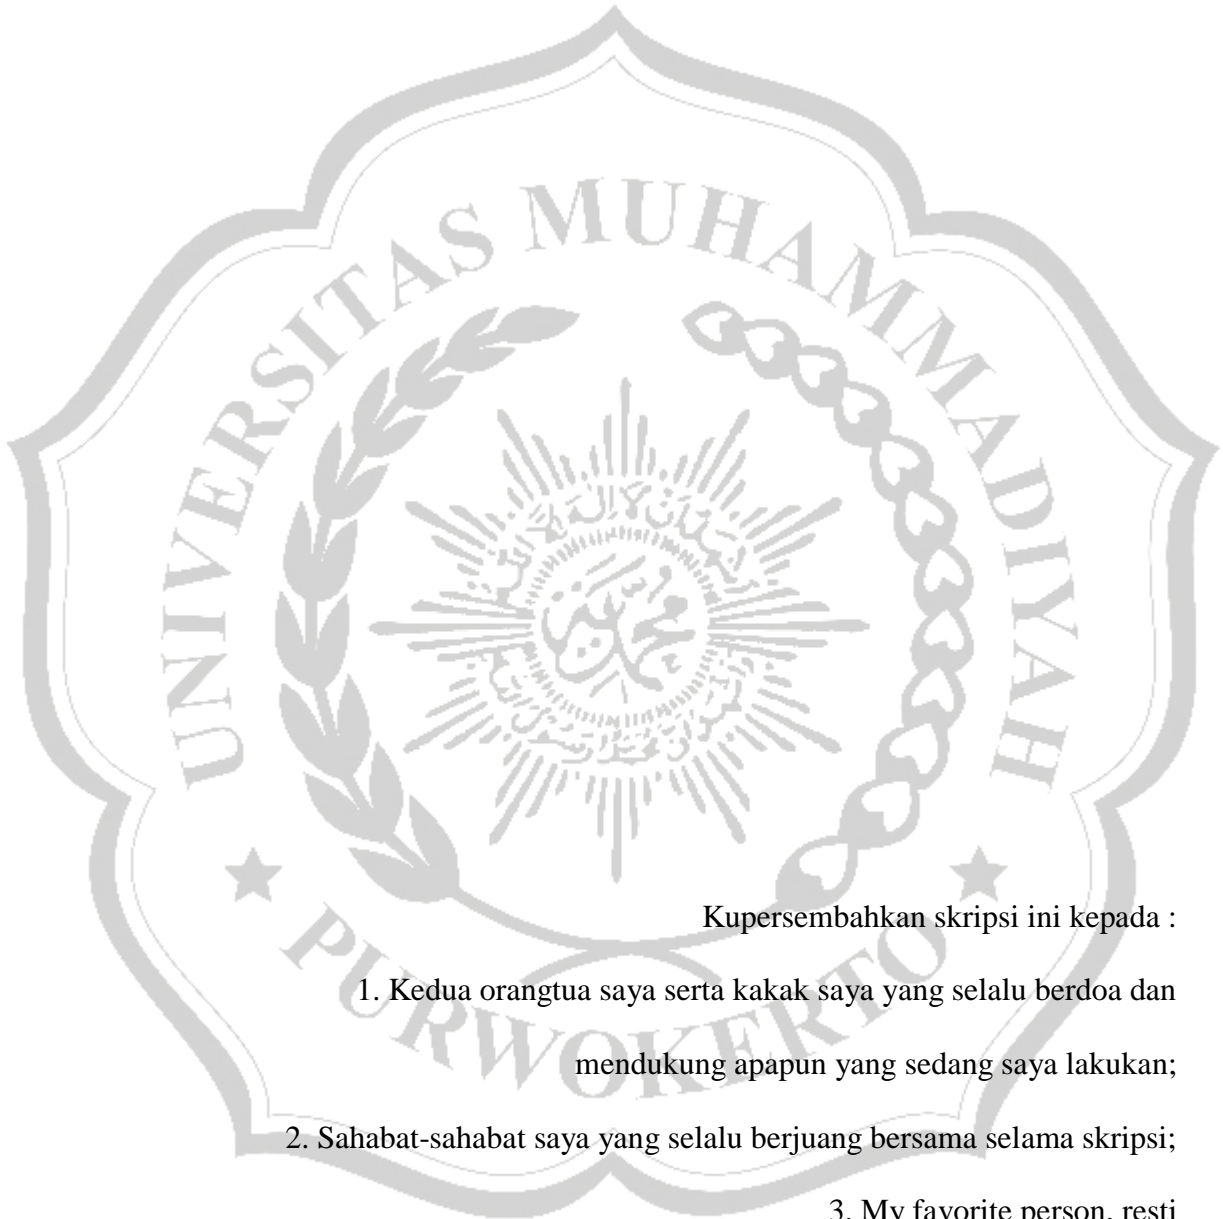 UNIVERSITAS MUHAMMADIYAH
PURWOKERTO
Kupersembahkan skripsi ini kepada :
1. Kedua orangtua saya serta kakak saya yang selalu berdoa dan
mendukung apapun yang sedang saya lakukan;
2. Sahabat-sahabat saya yang selalu berjuang bersama selama skripsi;
3. My favorite person, resti